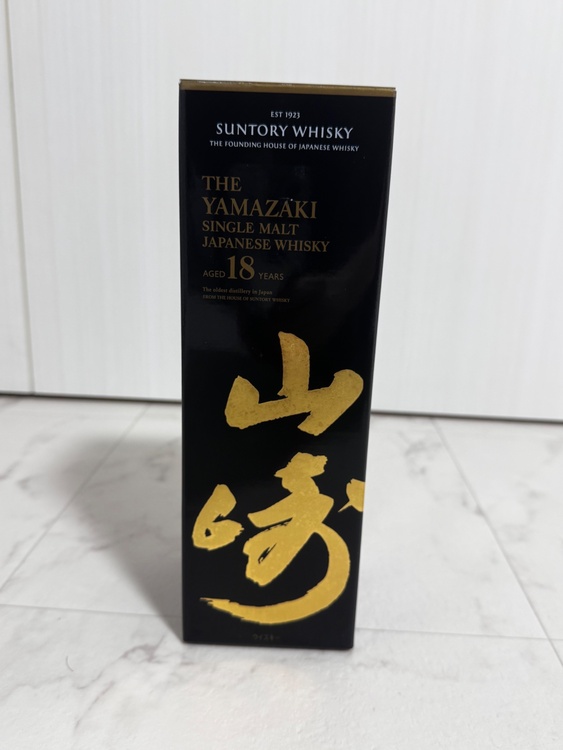 EST 1923
SUNTORY WHISKY
THE FOUNDING HOUSE OF JAPANESE WHISKY
THE
YAMAZAKI
SINGLE MALT
JAPANESE WHISKY
AGED 18 YEARS
The oldest distillery in Japan
FROM THE HOUSE OF SUNTORY WHISKY
山崎
ウイスキー